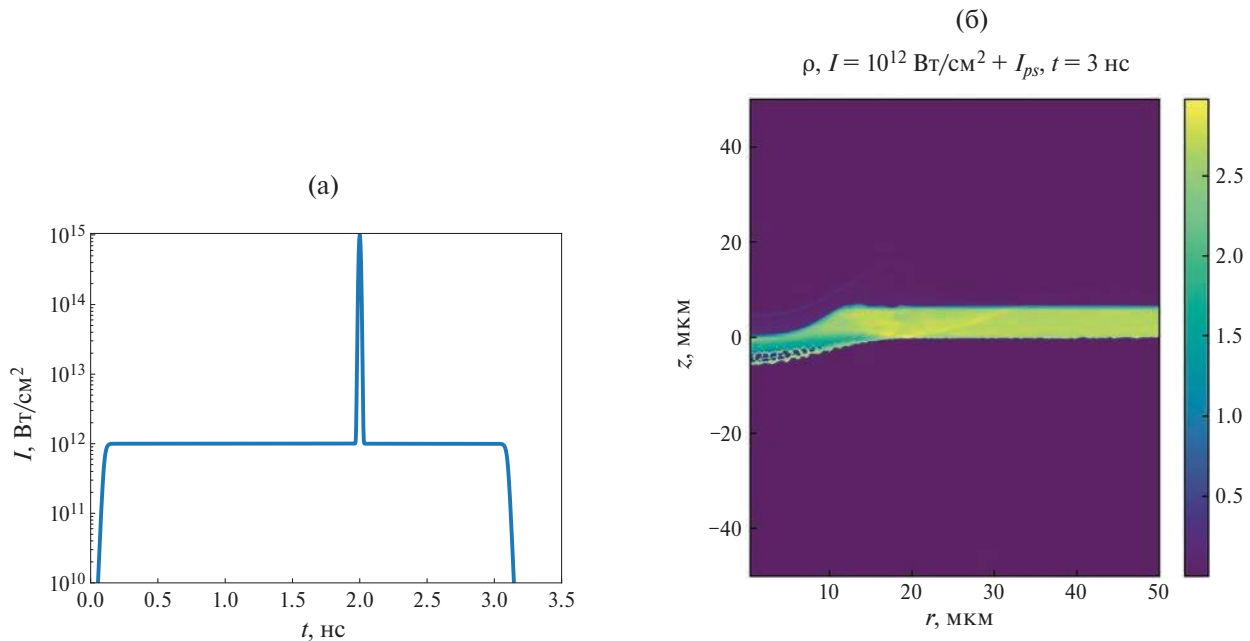 (а)
10¹⁵
10¹⁴
10¹³
10¹²
10¹¹
10¹⁰
I, Вт/см²
0.0 0.5 1.0 1.5 2.0 2.5 3.0 3.5
t, нс
(б)
ρ, I = 10¹² Вт/см² + Iₚₛ, t = 3 нс
40
20
0
−20
−40
z, мкм
10 20 30 40 50
r, мкм
2.5
2.0
1.5
1.0
0.5